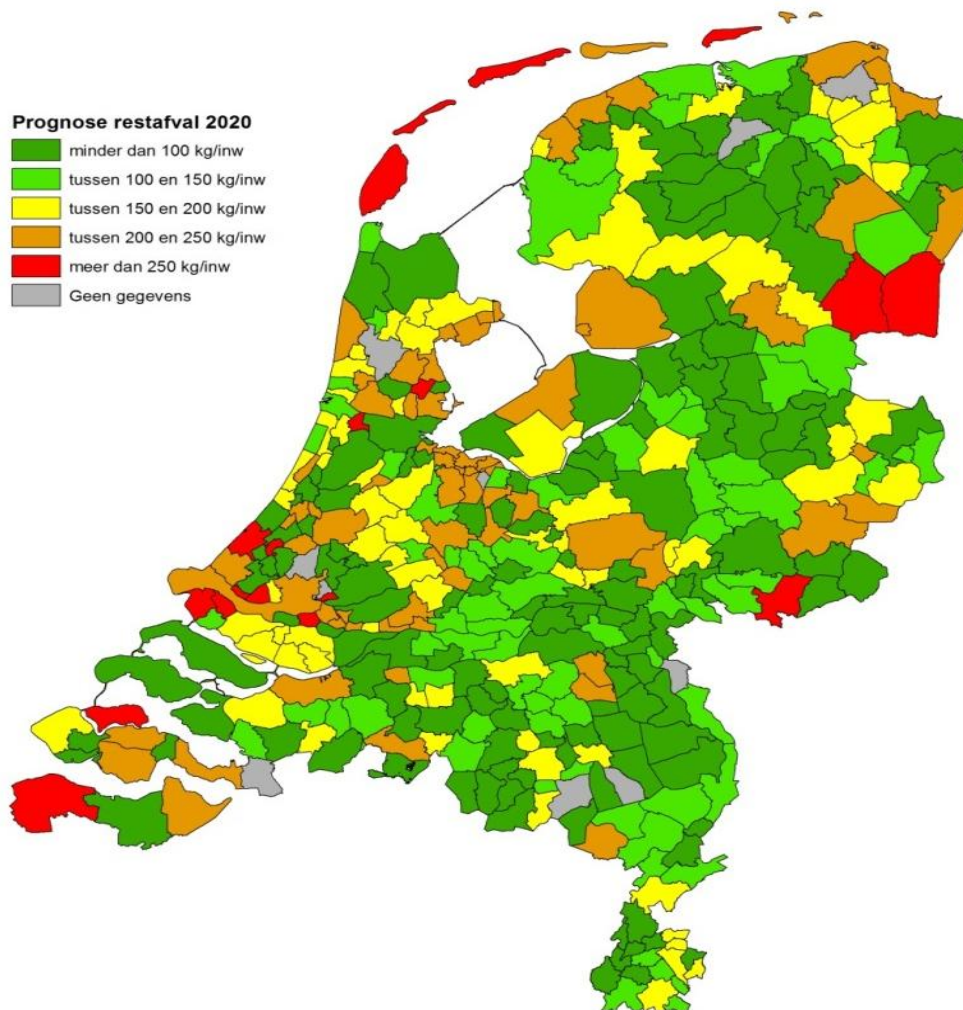 Prognose restafval 2020
minder dan 100 kg/inw
tussen 100 en 150 kg/inw
tussen 150 en 200 kg/inw
tussen 200 en 250 kg/inw
meer dan 250 kg/inw
Geen gegevens